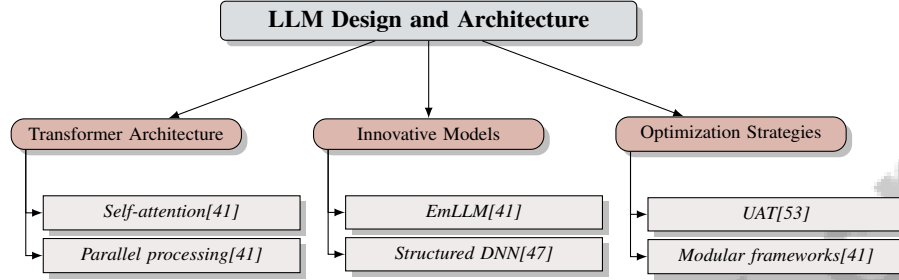 LLM Design and Architecture
Transformer Architecture
Innovative Models
Optimization Strategies
Self-attention[41]
EmLLM[41]
UAT[53]
Parallel processing[41]
Structured DNN[47]
Modular frameworks[41]